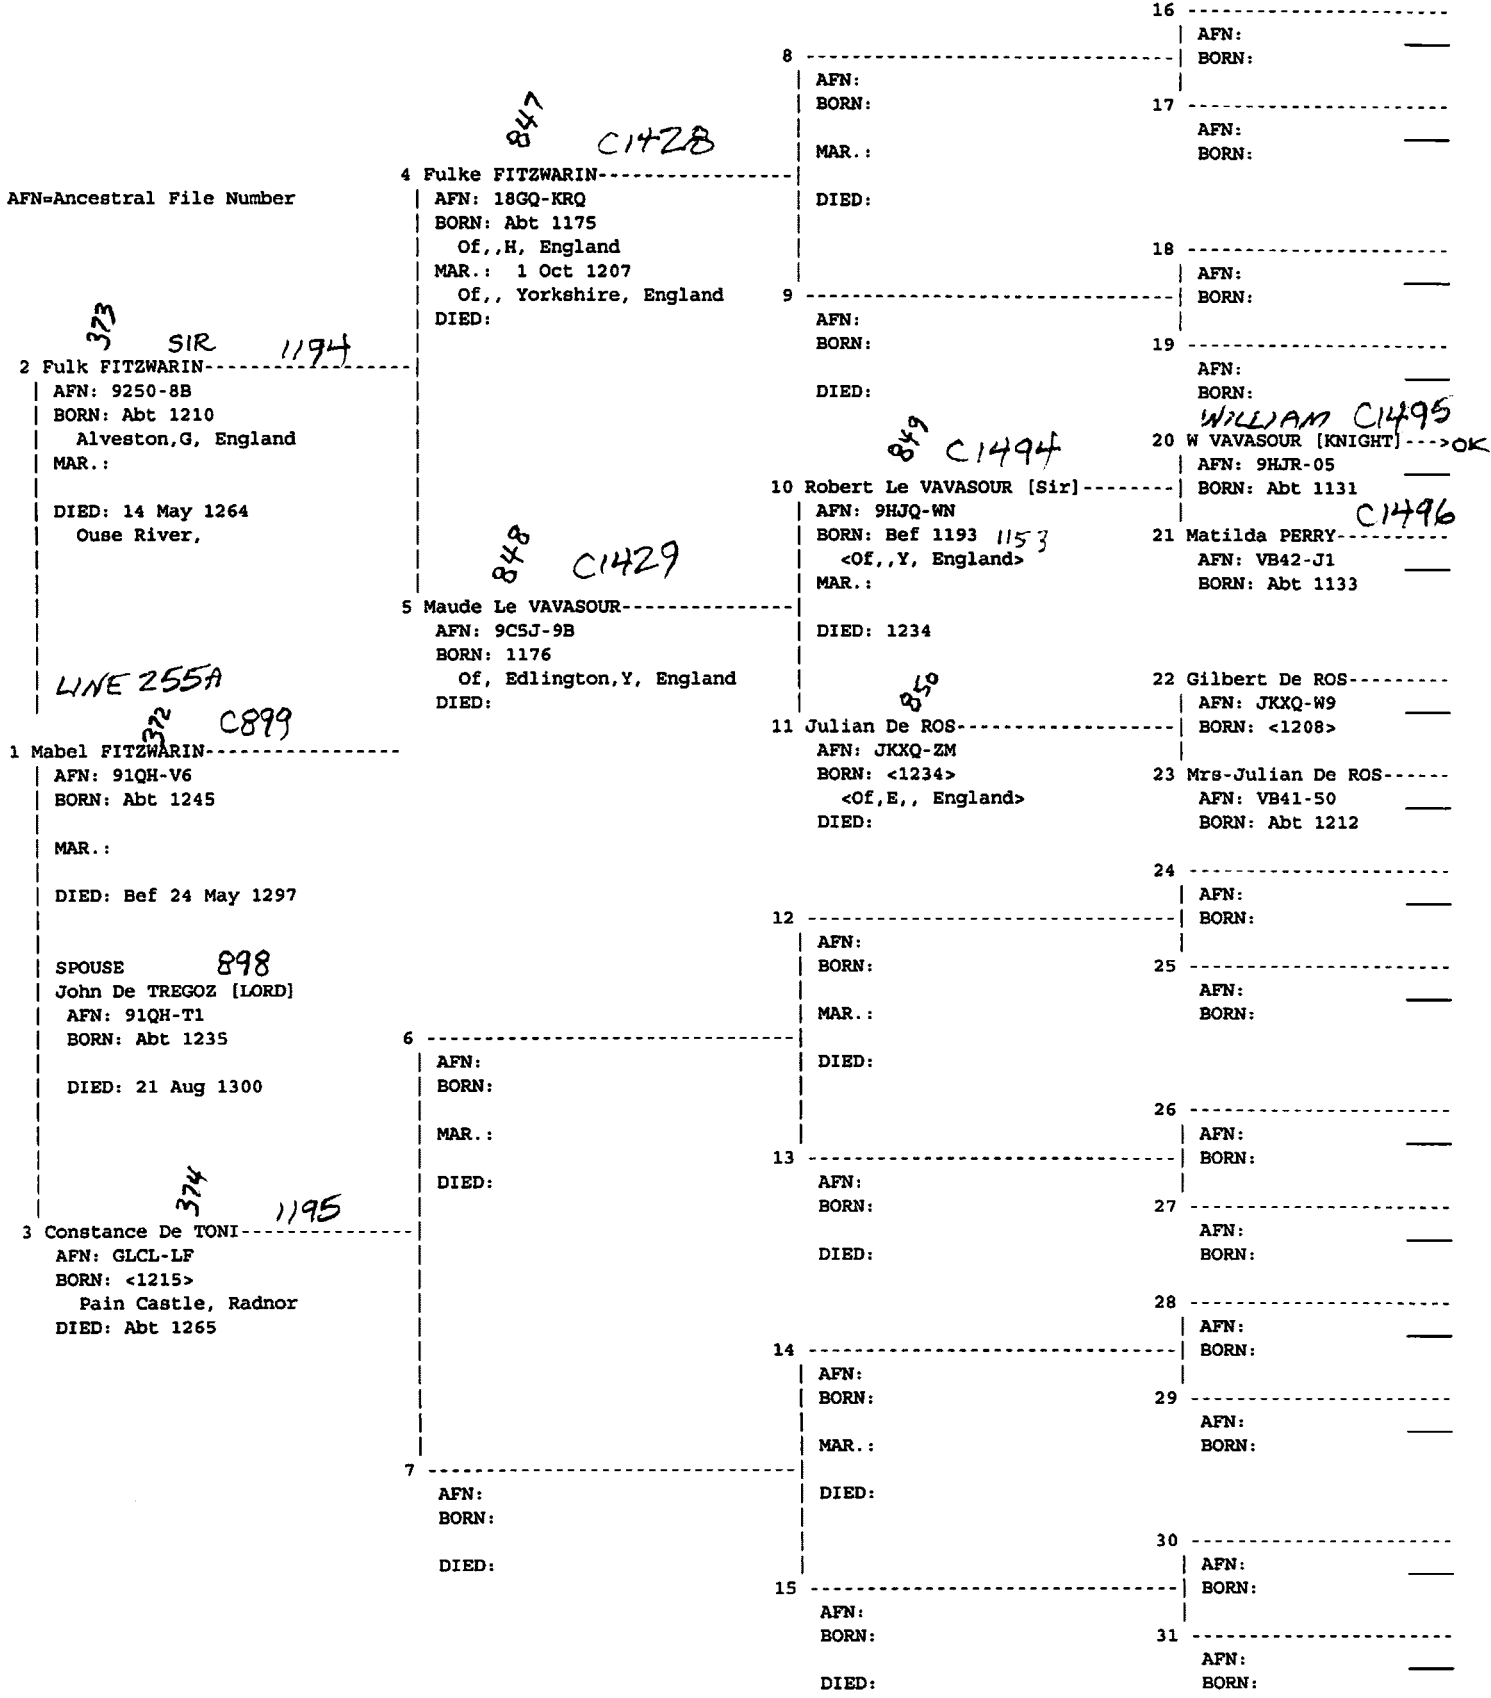 AFN=Ancestral File Number
373 SIR 1194
2 Fulk FITZWARIN
AFN: 9250-8B
BORN: Abt 1210
Alveston,G, England
MAR.:
DIED: 14 May 1264
Ouse River,
LINE 255A
372 C899
1 Mabel FITZWARIN
AFN: 91QH-V6
BORN: Abt 1245
MAR.:
DIED: Bef 24 May 1297
SPOUSE 898
John De TREGOZ [LORD]
AFN: 91QH-T1
BORN: Abt 1235
DIED: 21 Aug 1300
374 1195
3 Constance De TONI
AFN: GLCL-LF
BORN: <1215>
Pain Castle, Radnor
DIED: Abt 1265
847 C1428
4 Fulke FITZWARIN
AFN: 18GQ-KRQ
BORN: Abt 1175
Of,,H, England
MAR.: 1 Oct 1207
Of,, Yorkshire, England
DIED:
848 C1429
5 Maude Le VAVASOUR
AFN: 9C5J-9B
BORN: 1176
Of, Edlington,Y, England
DIED:
6
AFN:
BORN:
MAR.:
DIED:
7
AFN:
BORN:
DIED:
8
AFN:
BORN:
MAR.:
DIED:
9
AFN:
BORN:
DIED:
849 C1494
10 Robert Le VAVASOUR [Sir]
AFN: 9HJQ-WN
BORN: Bef 1193 1153
<Of,,Y, England>
MAR.:
DIED: 1234
850
11 Julian De ROS
AFN: JKXQ-ZM
BORN: <1234>
<Of,E,, England>
DIED:
12
AFN:
BORN:
MAR.:
DIED:
13
AFN:
BORN:
DIED:
14
AFN:
BORN:
MAR.:
DIED:
15
AFN:
BORN:
DIED:
16
AFN:
BORN:
17
AFN:
BORN:
18
AFN:
BORN:
19
AFN:
BORN:
WILLIAM C1495
20 W VAVASOUR [KNIGHT]---> OK
AFN: 9HJR-05
BORN: Abt 1131
C1496
21 Matilda PERRY
AFN: VB42-J1
BORN: Abt 1133
22 Gilbert De ROS
AFN: JKXQ-W9
BORN: <1208>
23 Mrs-Julian De ROS
AFN: VB41-50
BORN: Abt 1212
24
AFN:
BORN:
25
AFN:
BORN:
26
AFN:
BORN:
27
AFN:
BORN:
28
AFN:
BORN:
29
AFN:
BORN:
30
AFN:
BORN:
31
AFN:
BORN: